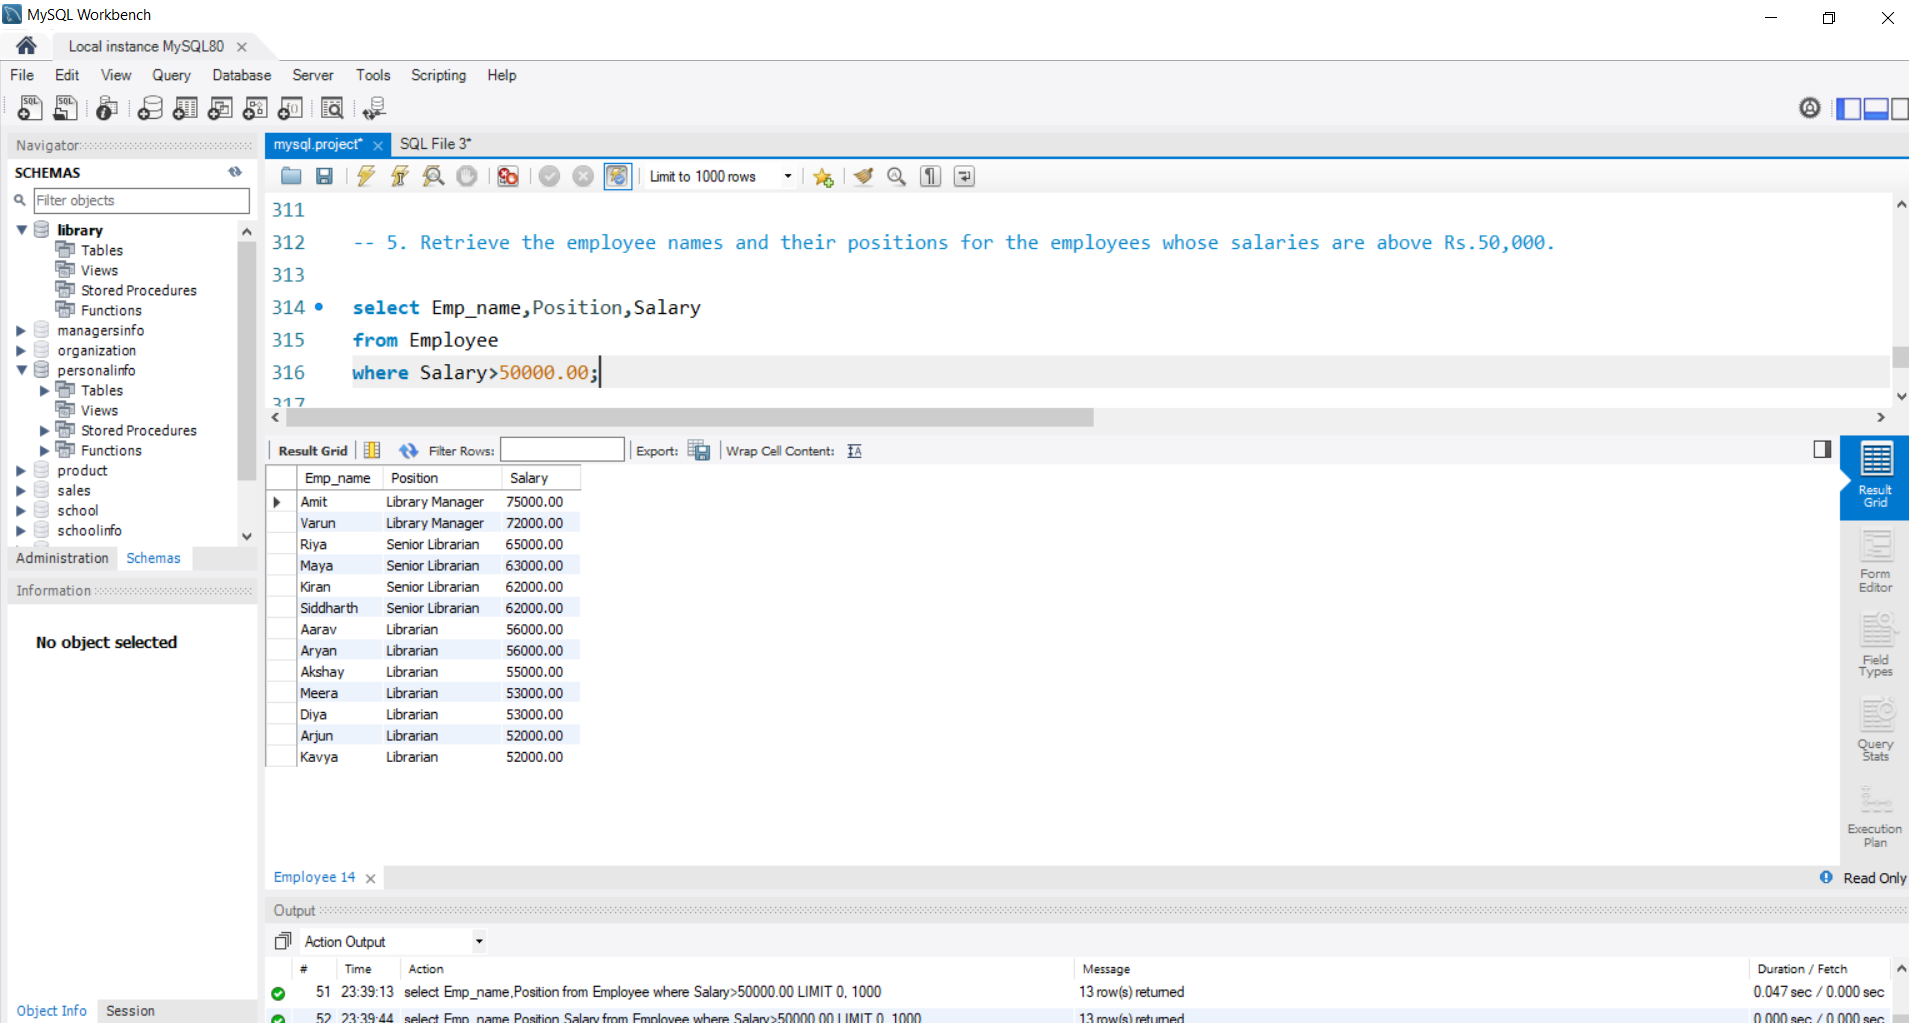 MySQL Workbench
Local instance MySQL80
File Edit View Query Database Server Tools Scripting Help
Navigator
SCHEMAS
Filter objects
library
Tables
Views
Stored Procedures
Functions
managersinfo
organization
personalinfo
Tables
Views
Stored Procedures
Functions
product
sales
school
schoolinfo
Administration Schemas
Information
No object selected
Object Info Session
mysql.project* SQL File 3*
Limit to 1000 rows
311
312 -- 5. Retrieve the employee names and their positions for the employees whose salaries are above Rs.50,000.
313
314 select Emp_name,Position,Salary
315 from Employee
316 where Salary>50000.00;
317
Result Grid Filter Rows: Export: Wrap Cell Content:
Emp_name Position Salary
Amit Library Manager 75000.00
Varun Library Manager 72000.00
Riya Senior Librarian 65000.00
Maya Senior Librarian 63000.00
Kiran Senior Librarian 62000.00
Siddharth Senior Librarian 62000.00
Aarav Librarian 56000.00
Aryan Librarian 56000.00
Akshay Librarian 55000.00
Meera Librarian 53000.00
Diya Librarian 53000.00
Arjun Librarian 52000.00
Kavya Librarian 52000.00
Result
Grid
Form
Editor
Field
Types
Query
Stats
Execution
Plan
Employee 14
Read Only
Output
Action Output
# Time Action Message Duration / Fetch
51 23:39:13 select Emp_name,Position from Employee where Salary>50000.00 LIMIT 0, 1000 13 row(s) returned 0.047 sec / 0.000 sec
52 23:39:44 select Emp_name,Position,Salary from Employee where Salary>50000.00 LIMIT 0, 1000 13 row(s) returned 0.000 sec / 0.000 sec